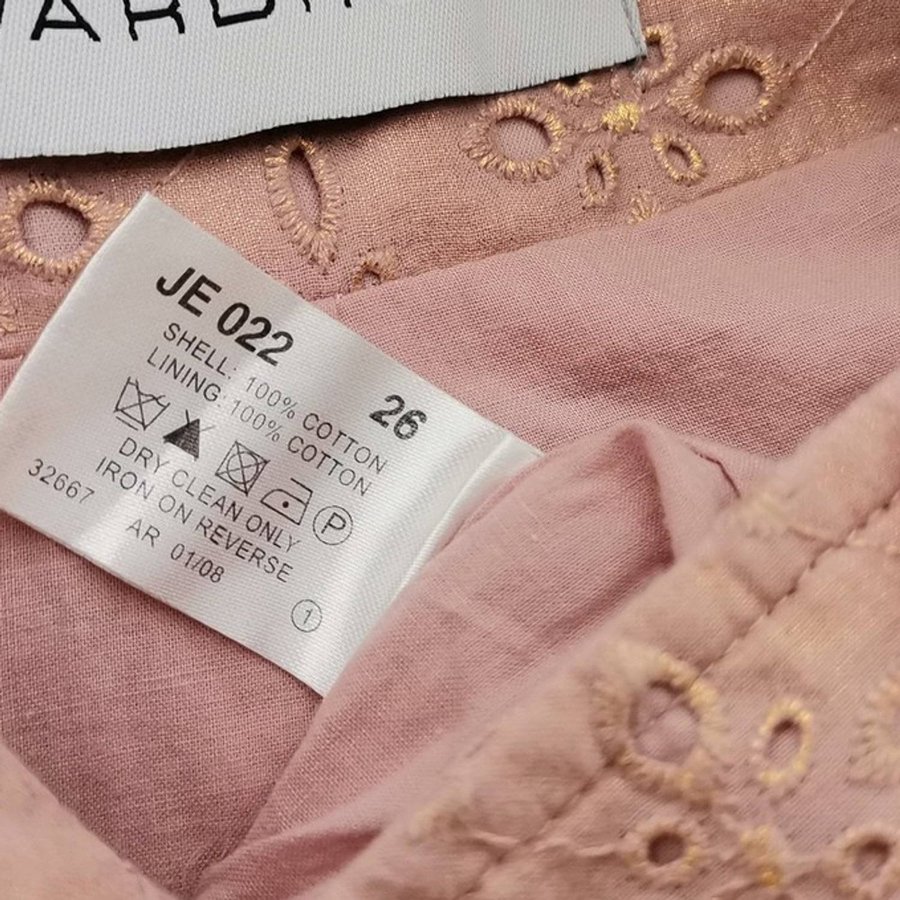 JE 022
26
SHELL: 100% COTTON
LINING: 100% COTTON
P
DRY CLEAN ONLY
IRON ON REVERSE
32667
AR 01/08
1